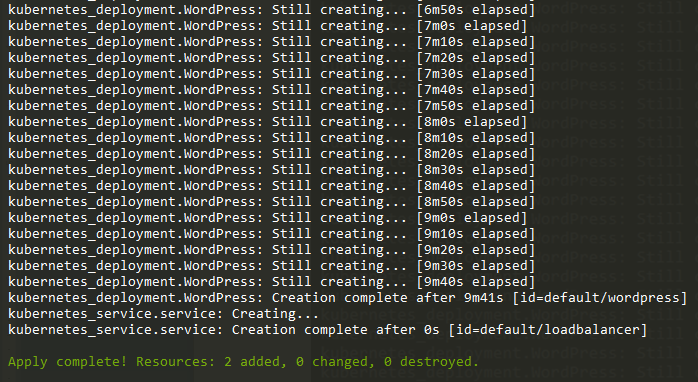 kubernetes_deployment.WordPress: Still creating... [6m50s elapsed]
kubernetes_deployment.WordPress: Still creating... [7m0s elapsed]
kubernetes_deployment.WordPress: Still creating... [7m10s elapsed]
kubernetes_deployment.WordPress: Still creating... [7m20s elapsed]
kubernetes_deployment.WordPress: Still creating... [7m30s elapsed]
kubernetes_deployment.WordPress: Still creating... [7m40s elapsed]
kubernetes_deployment.WordPress: Still creating... [7m50s elapsed]
kubernetes_deployment.WordPress: Still creating... [8m0s elapsed]
kubernetes_deployment.WordPress: Still creating... [8m10s elapsed]
kubernetes_deployment.WordPress: Still creating... [8m20s elapsed]
kubernetes_deployment.WordPress: Still creating... [8m30s elapsed]
kubernetes_deployment.WordPress: Still creating... [8m40s elapsed]
kubernetes_deployment.WordPress: Still creating... [8m50s elapsed]
kubernetes_deployment.WordPress: Still creating... [9m0s elapsed]
kubernetes_deployment.WordPress: Still creating... [9m10s elapsed]
kubernetes_deployment.WordPress: Still creating... [9m20s elapsed]
kubernetes_deployment.WordPress: Still creating... [9m30s elapsed]
kubernetes_deployment.WordPress: Still creating... [9m40s elapsed]
kubernetes_deployment.WordPress: Creation complete after 9m41s [id=default/wordpress]
kubernetes_service.service: Creating...
kubernetes_service.service: Creation complete after 0s [id=default/loadbalancer]
Apply complete! Resources: 2 added, 0 changed, 0 destroyed.